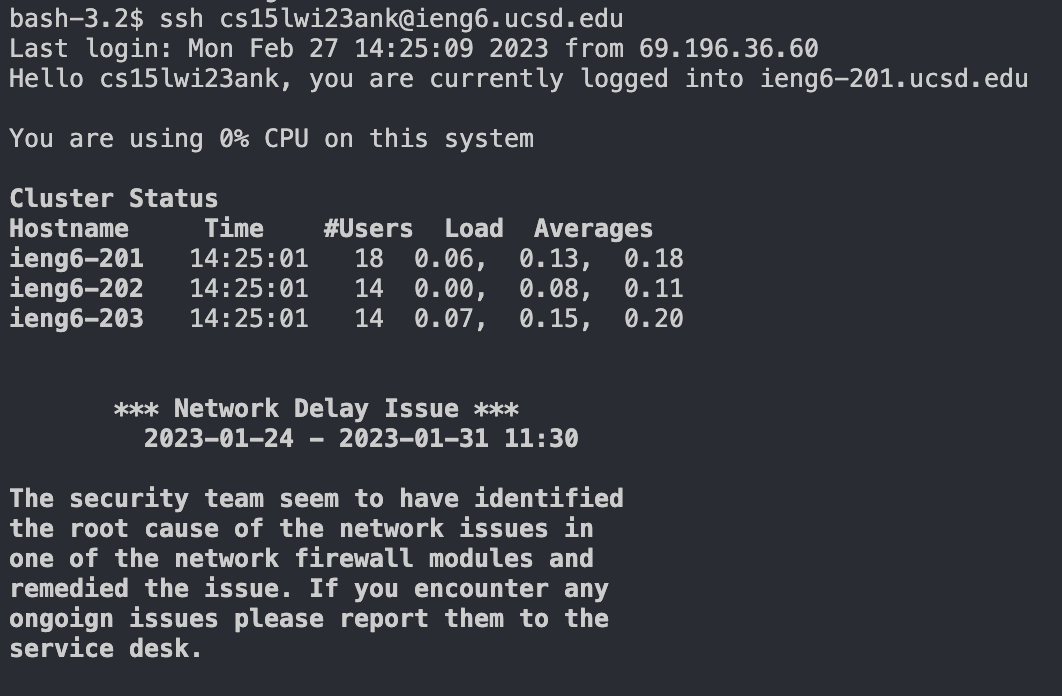 bash-3.2$ ssh cs15lwi23ank@ieng6.ucsd.edu
Last login: Mon Feb 27 14:25:09 2023 from 69.196.36.60
Hello cs15lwi23ank, you are currently logged into ieng6-201.ucsd.edu
You are using 0% CPU on this system
Cluster Status
Hostname     Time    #Users  Load  Averages
ieng6-201   14:25:01   18  0.06,  0.13,  0.18
ieng6-202   14:25:01   14  0.00,  0.08,  0.11
ieng6-203   14:25:01   14  0.07,  0.15,  0.20
*** Network Delay Issue ***
2023-01-24 - 2023-01-31 11:30
The security team seem to have identified
the root cause of the network issues in
one of the network firewall modules and
remedied the issue. If you encounter any
ongoign issues please report them to the
service desk.